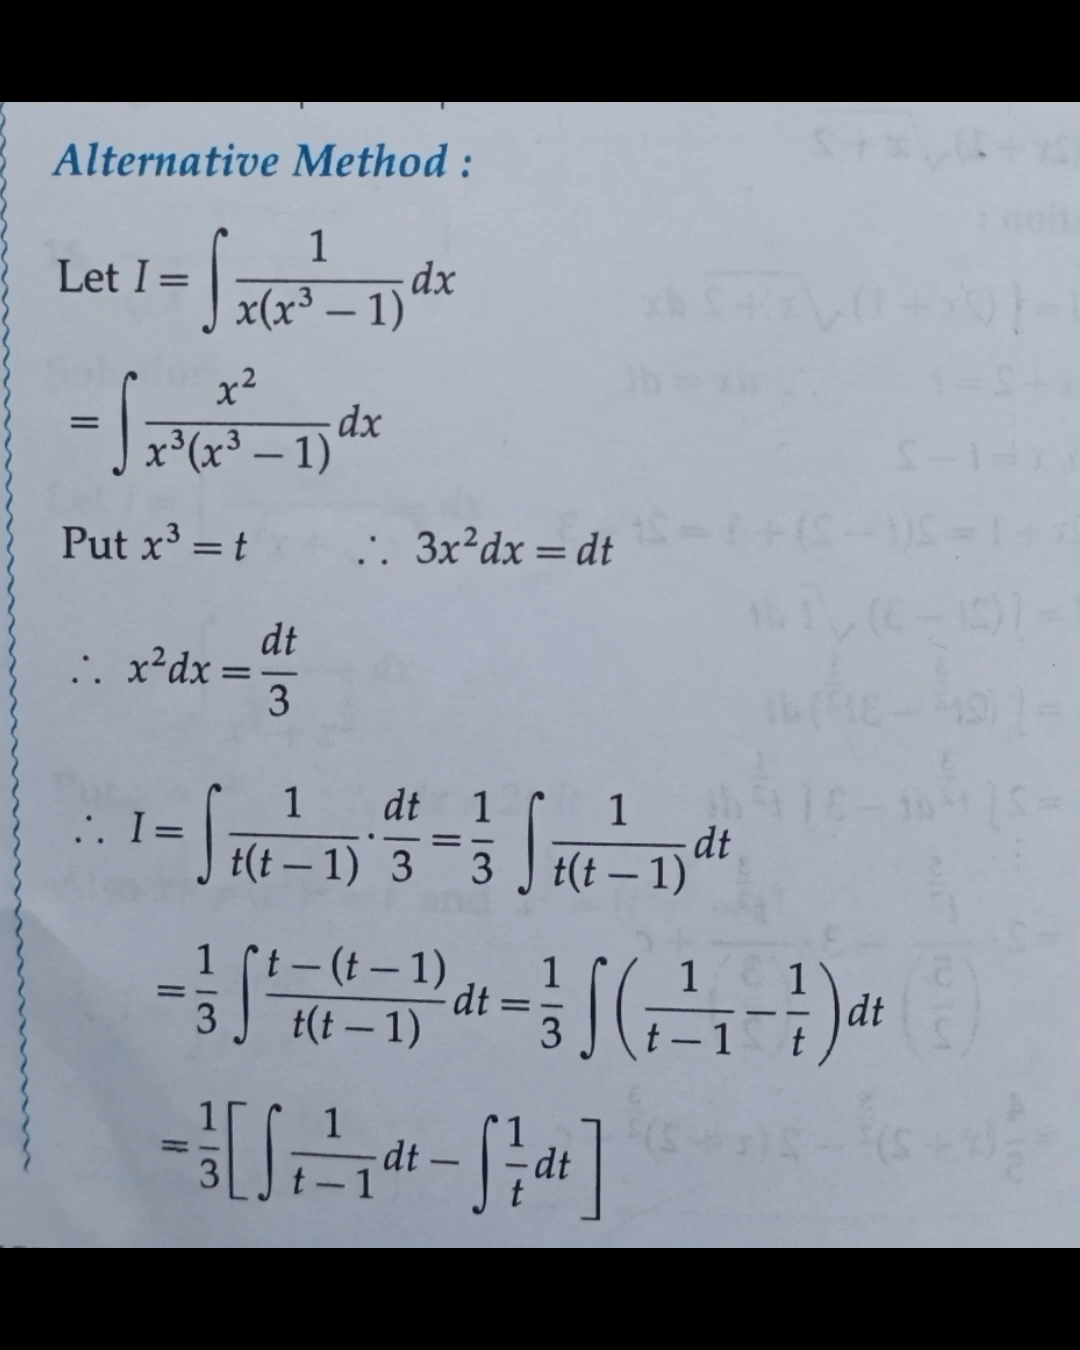 Alternative Method :
Let I = ∫ 1/(x(x³ – 1)) dx
= ∫ x²/(x³(x³ – 1)) dx
Put x³ = t ∴ 3x²dx = dt
∴ x²dx = dt/3
∴ I = ∫ 1/(t(t – 1)) · dt/3 = 1/3 ∫ 1/(t(t – 1)) dt
= 1/3 ∫ (t – (t – 1))/(t(t – 1)) dt = 1/3 ∫ (1/(t – 1) – 1/t) dt
= 1/3 [∫ 1/(t – 1) dt – ∫ 1/t dt]